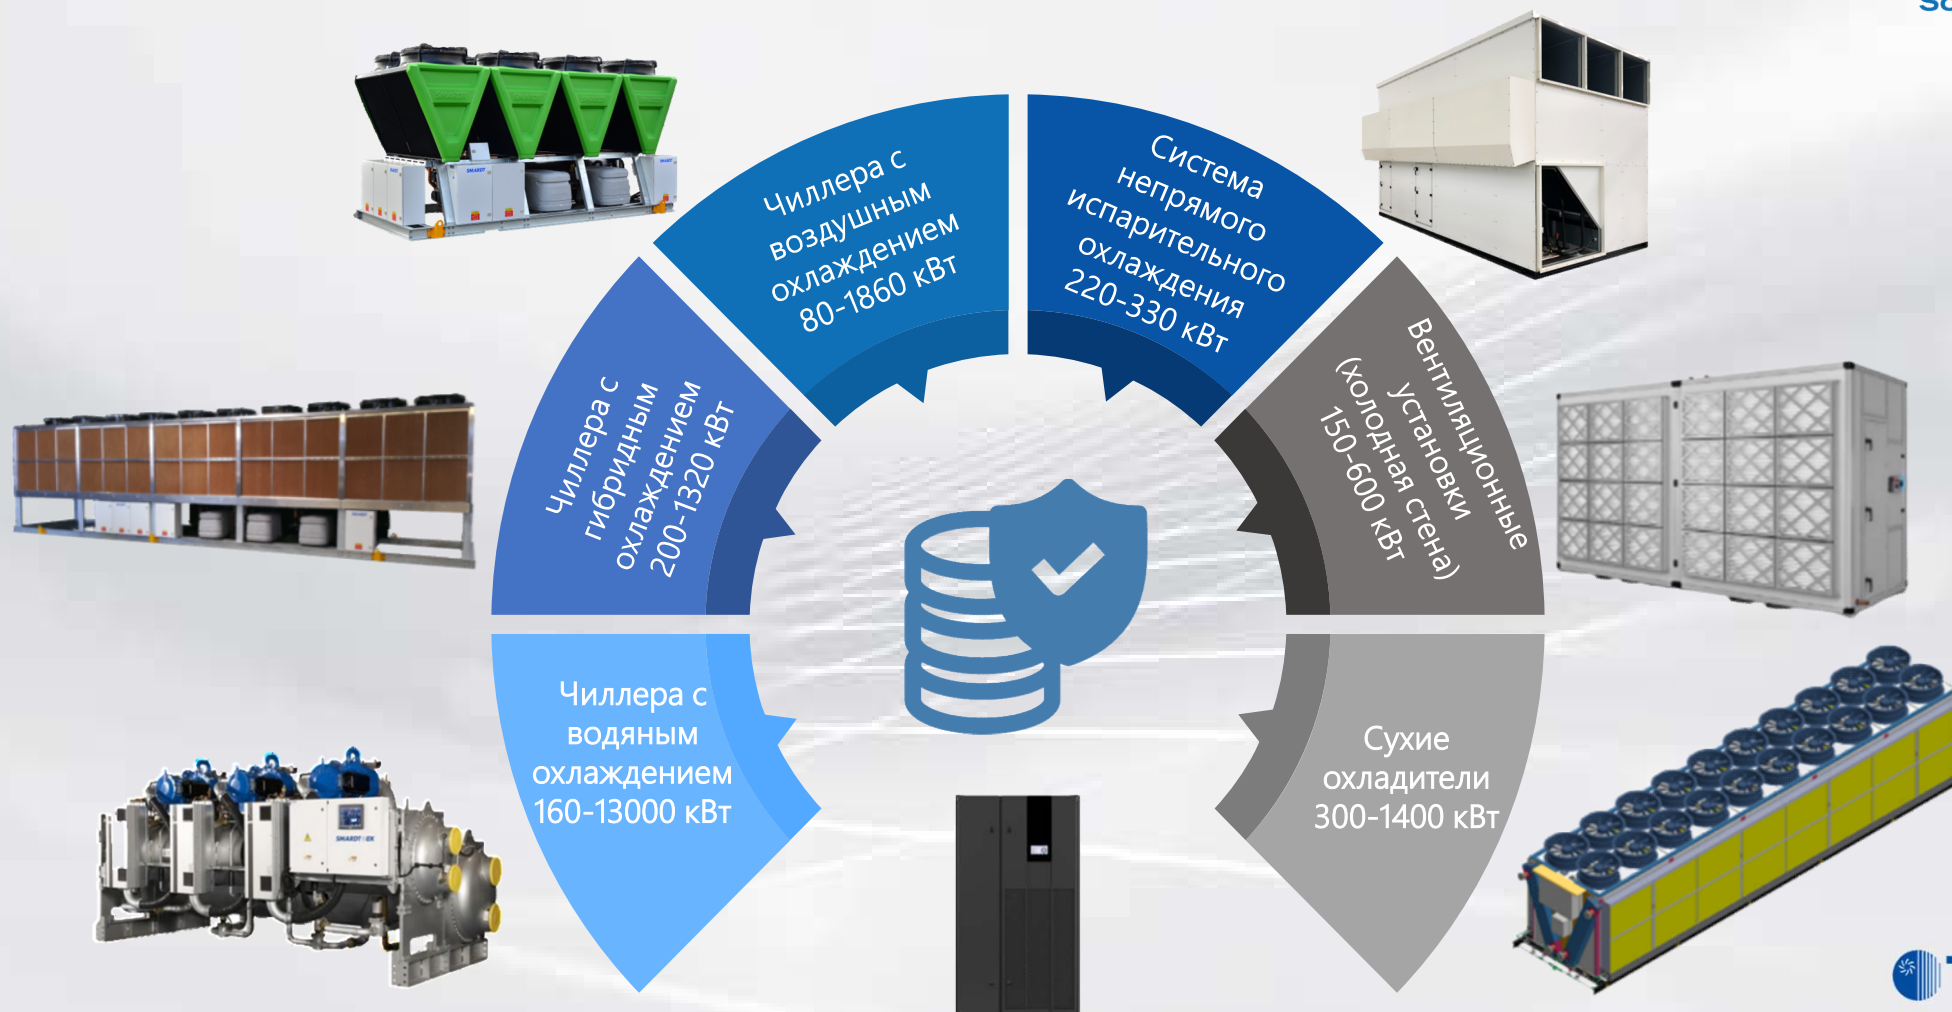 Чиллера с
воздушным
охлаждением
80-1860 кВт
Система
непрямого
испарительного
охлаждения
220-330 кВт
Чиллера с
гибридным
охлаждением
200-1320 кВт
Вентиляционные
установки
(холодная стена)
150-600 кВт
Чиллера с
водяным
охлаждением
160-13000 кВт
Сухие
охладители
300-1400 кВт
SMARDT